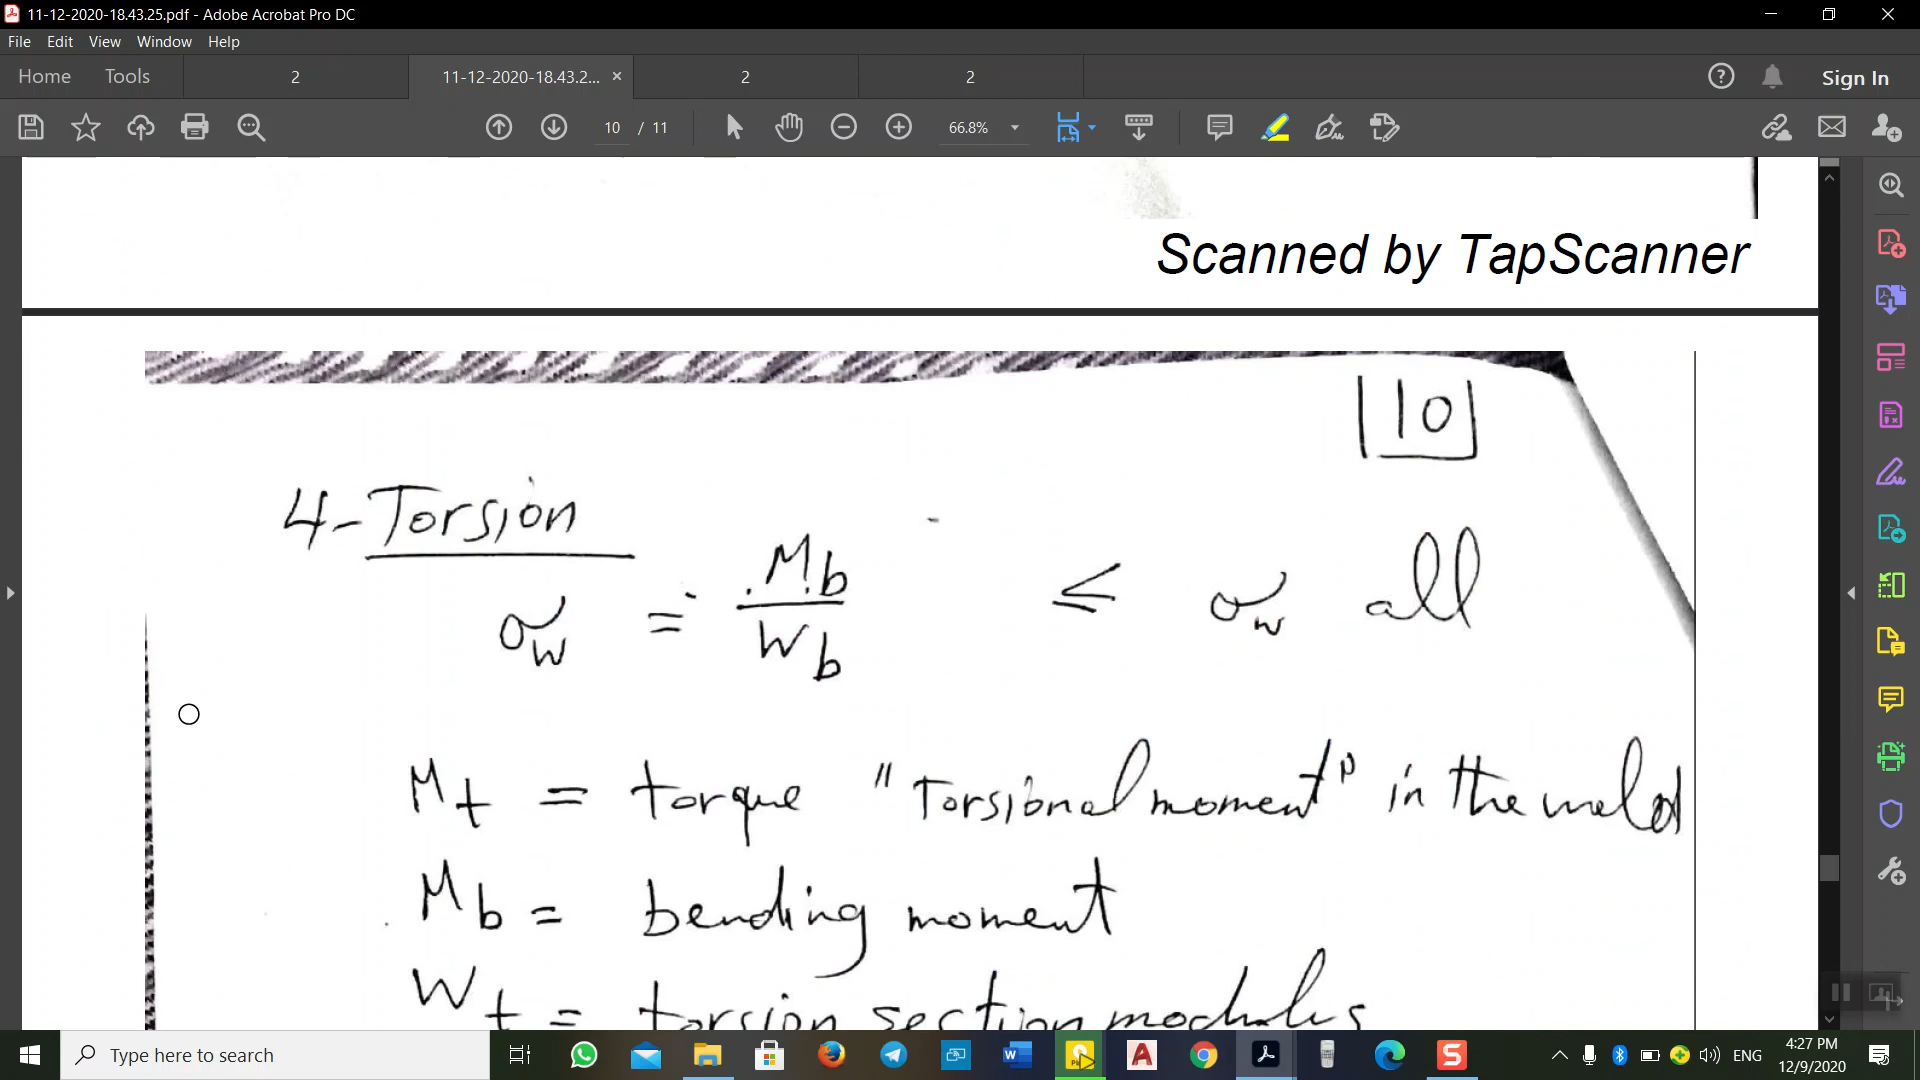 11-12-2020-18.43.25.pdf - Adobe Acrobat Pro DC
File Edit View Window Help
Home Tools 2 11-12-2020-18.43.2... × 2 2 Sign In
10 / 11 66.8%
Scanned by TapScanner
10
4-Torsion
σw = Mb / Wb ≤ σw all
Mt = torque "Torsional moment" in the weld
Mb = bending moment
Wt = torsion section modulus
Type here to search
ENG
4:27 PM
12/9/2020